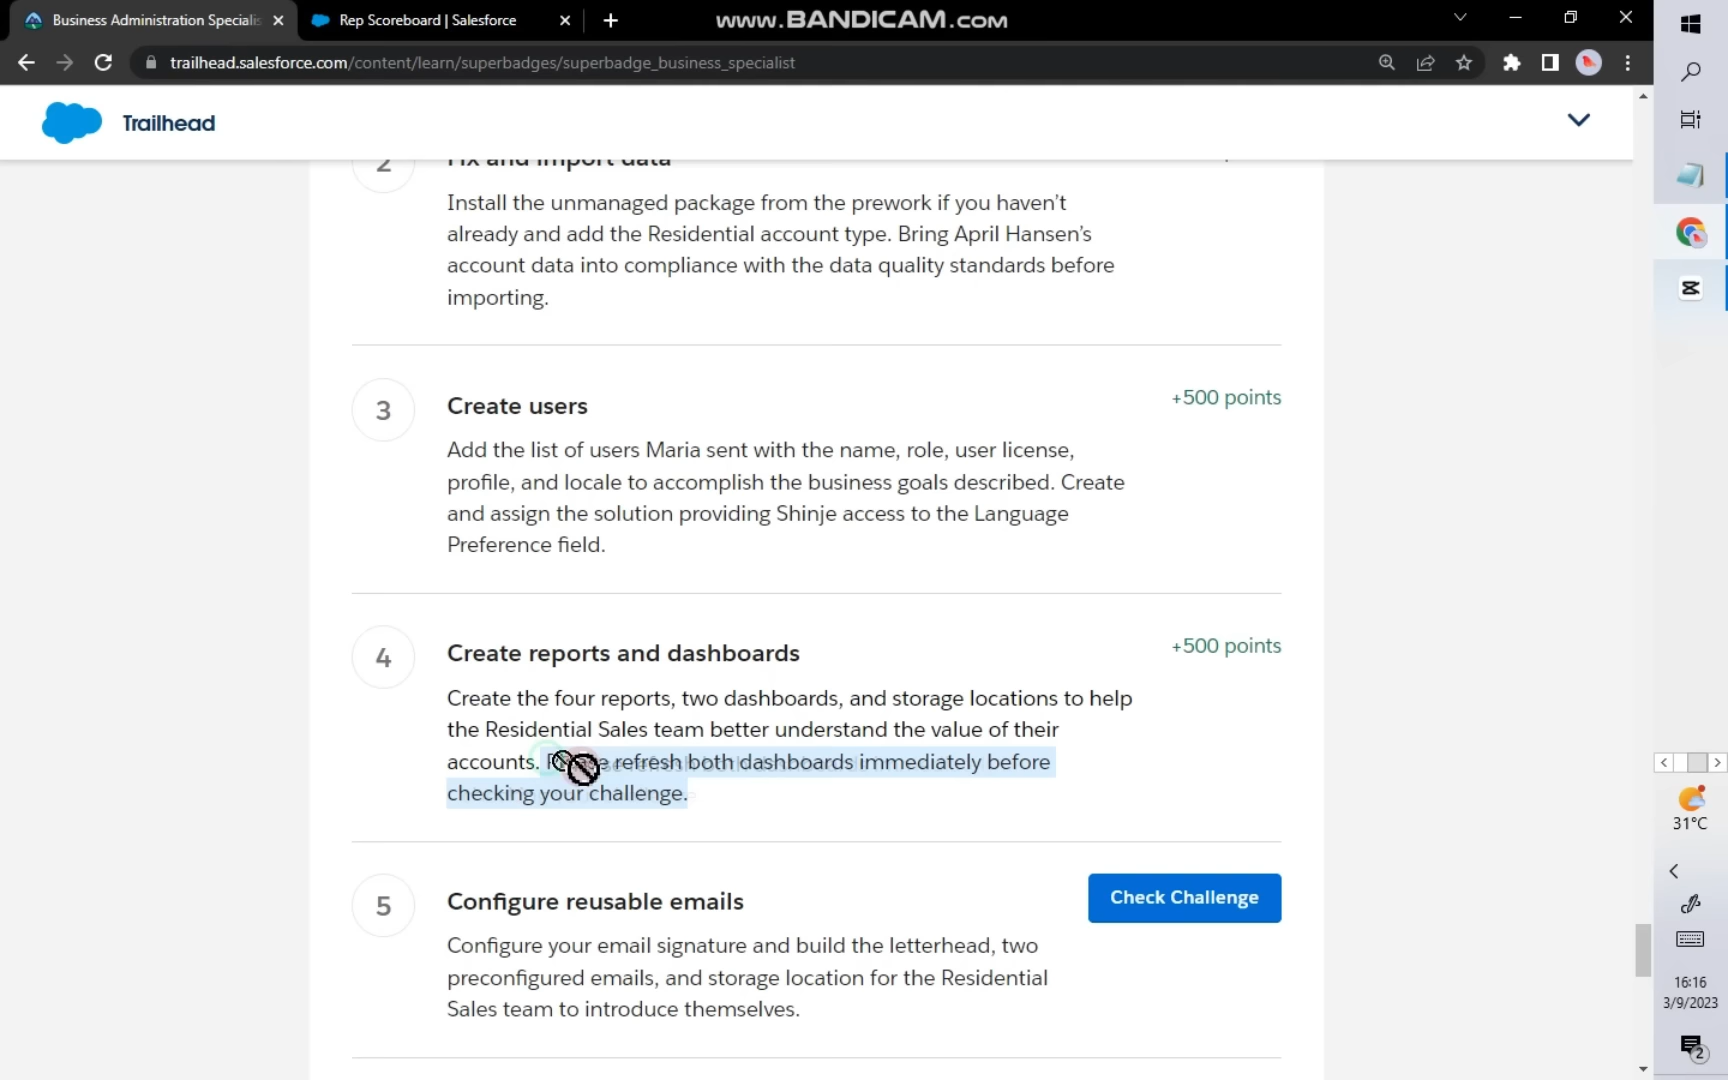 Business Administration Specialis
Rep Scoreboard | Salesforce
www.BANDICAM.com
trailhead.salesforce.com/content/learn/superbadges/superbadge_business_specialist
Trailhead
2
Fix and import data
Install the unmanaged package from the prework if you haven't
already and add the Residential account type. Bring April Hansen's
account data into compliance with the data quality standards before
importing.
3
Create users
+500 points
Add the list of users Maria sent with the name, role, user license,
profile, and locale to accomplish the business goals described. Create
and assign the solution providing Shinje access to the Language
Preference field.
4
Create reports and dashboards
+500 points
Create the four reports, two dashboards, and storage locations to help
the Residential Sales team better understand the value of their
accounts. Please refresh both dashboards immediately before
checking your challenge.
5
Configure reusable emails
Check Challenge
Configure your email signature and build the letterhead, two
preconfigured emails, and storage location for the Residential
Sales team to introduce themselves.
31°C
16:16
3/9/2023
2